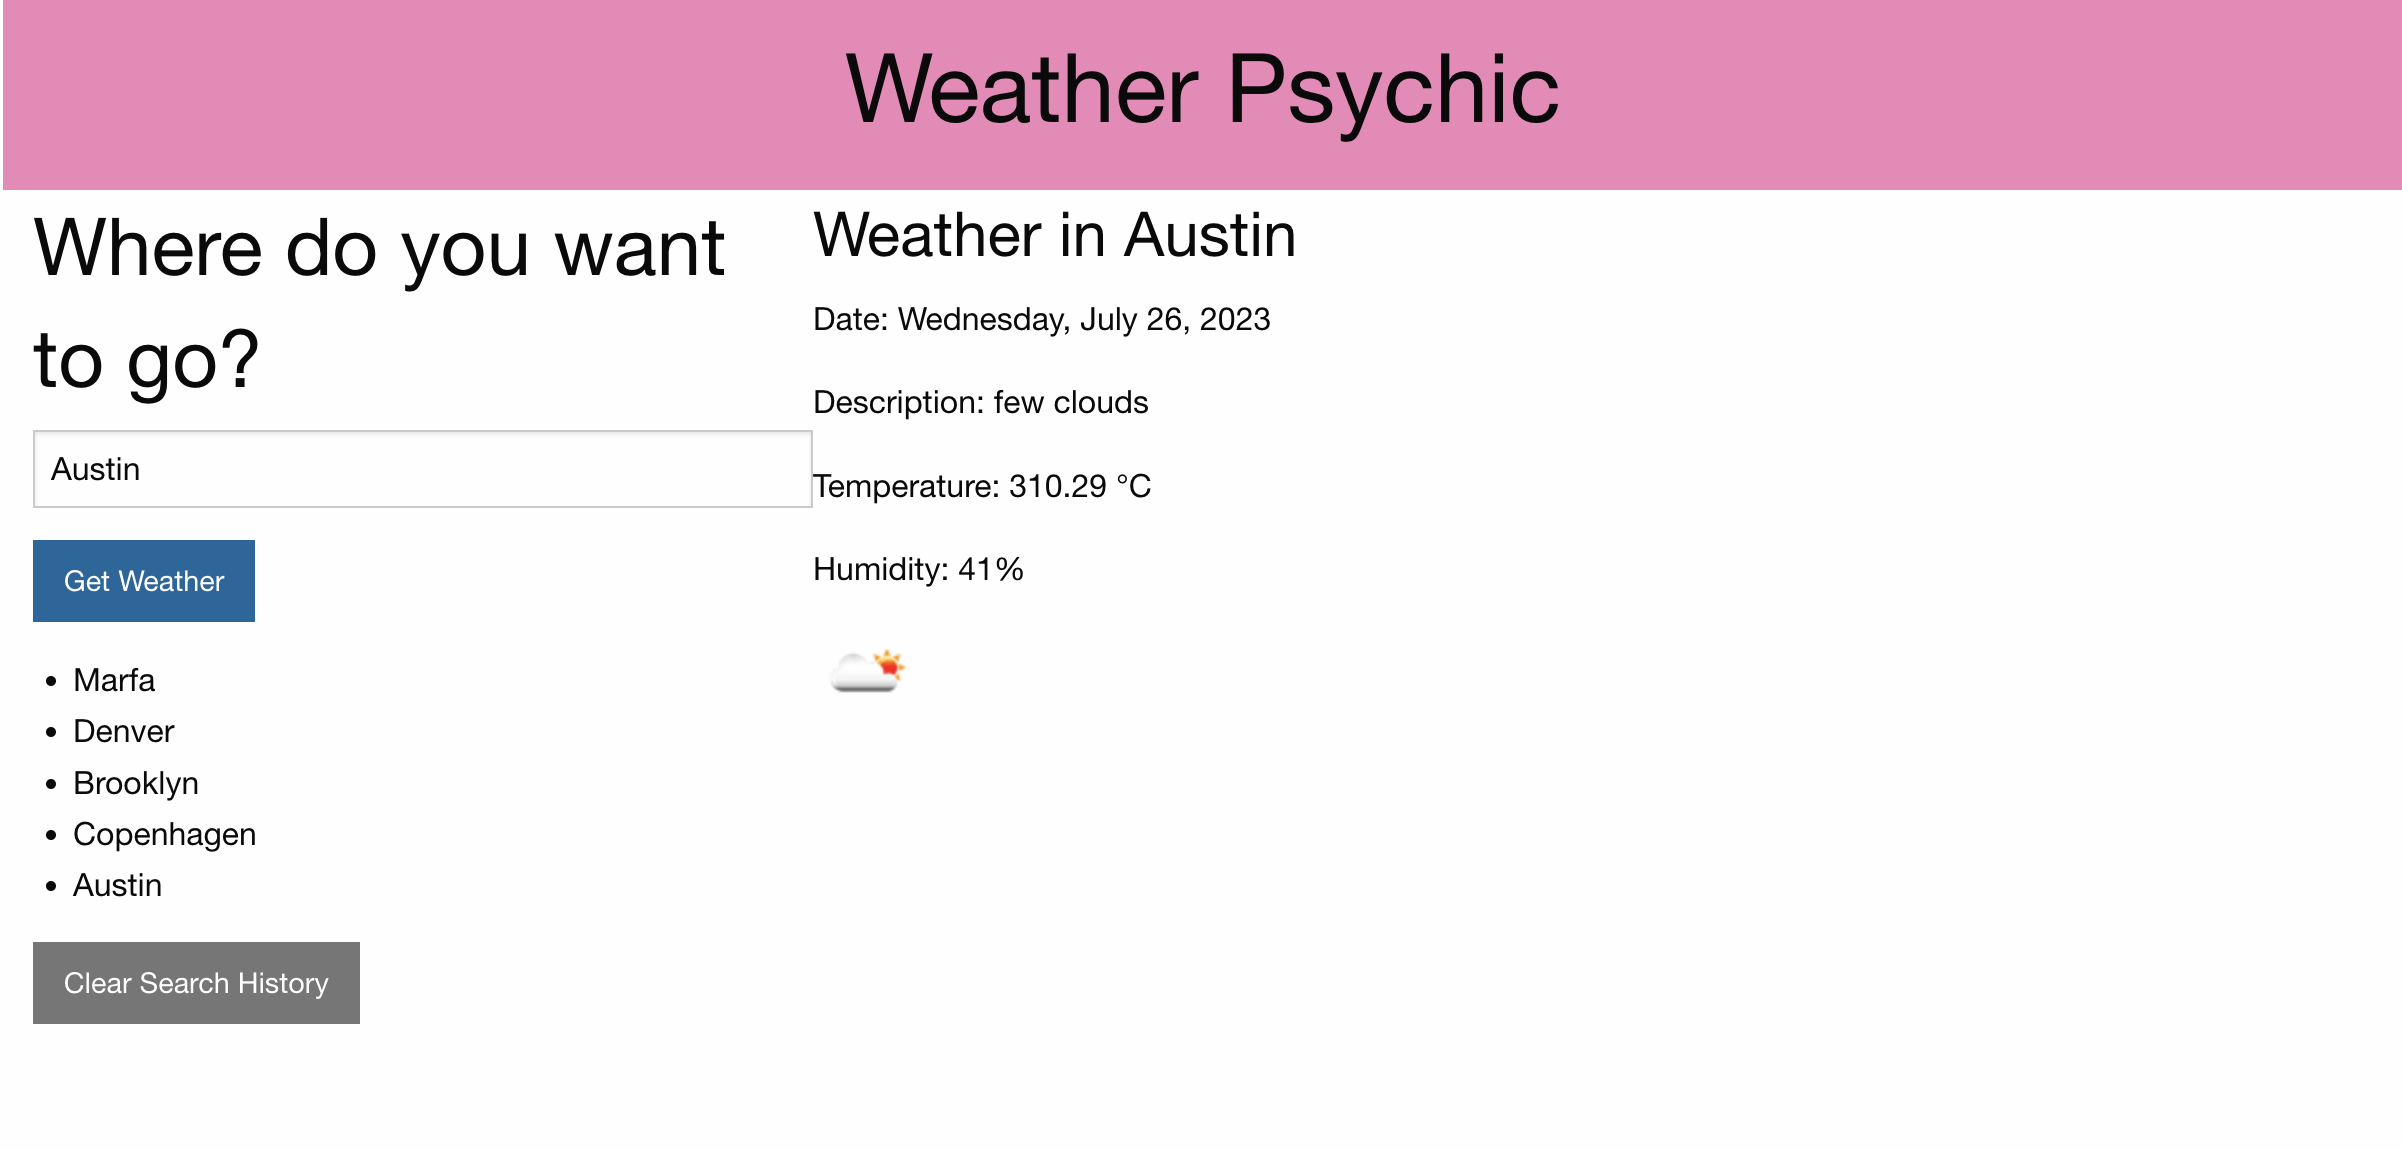 Weather Psychic
Where do you want
to go?
Austin
Get Weather
Marfa
Denver
Brooklyn
Copenhagen
Austin
Clear Search History
Weather in Austin
Date: Wednesday, July 26, 2023
Description: few clouds
Temperature: 310.29 °C
Humidity: 41%